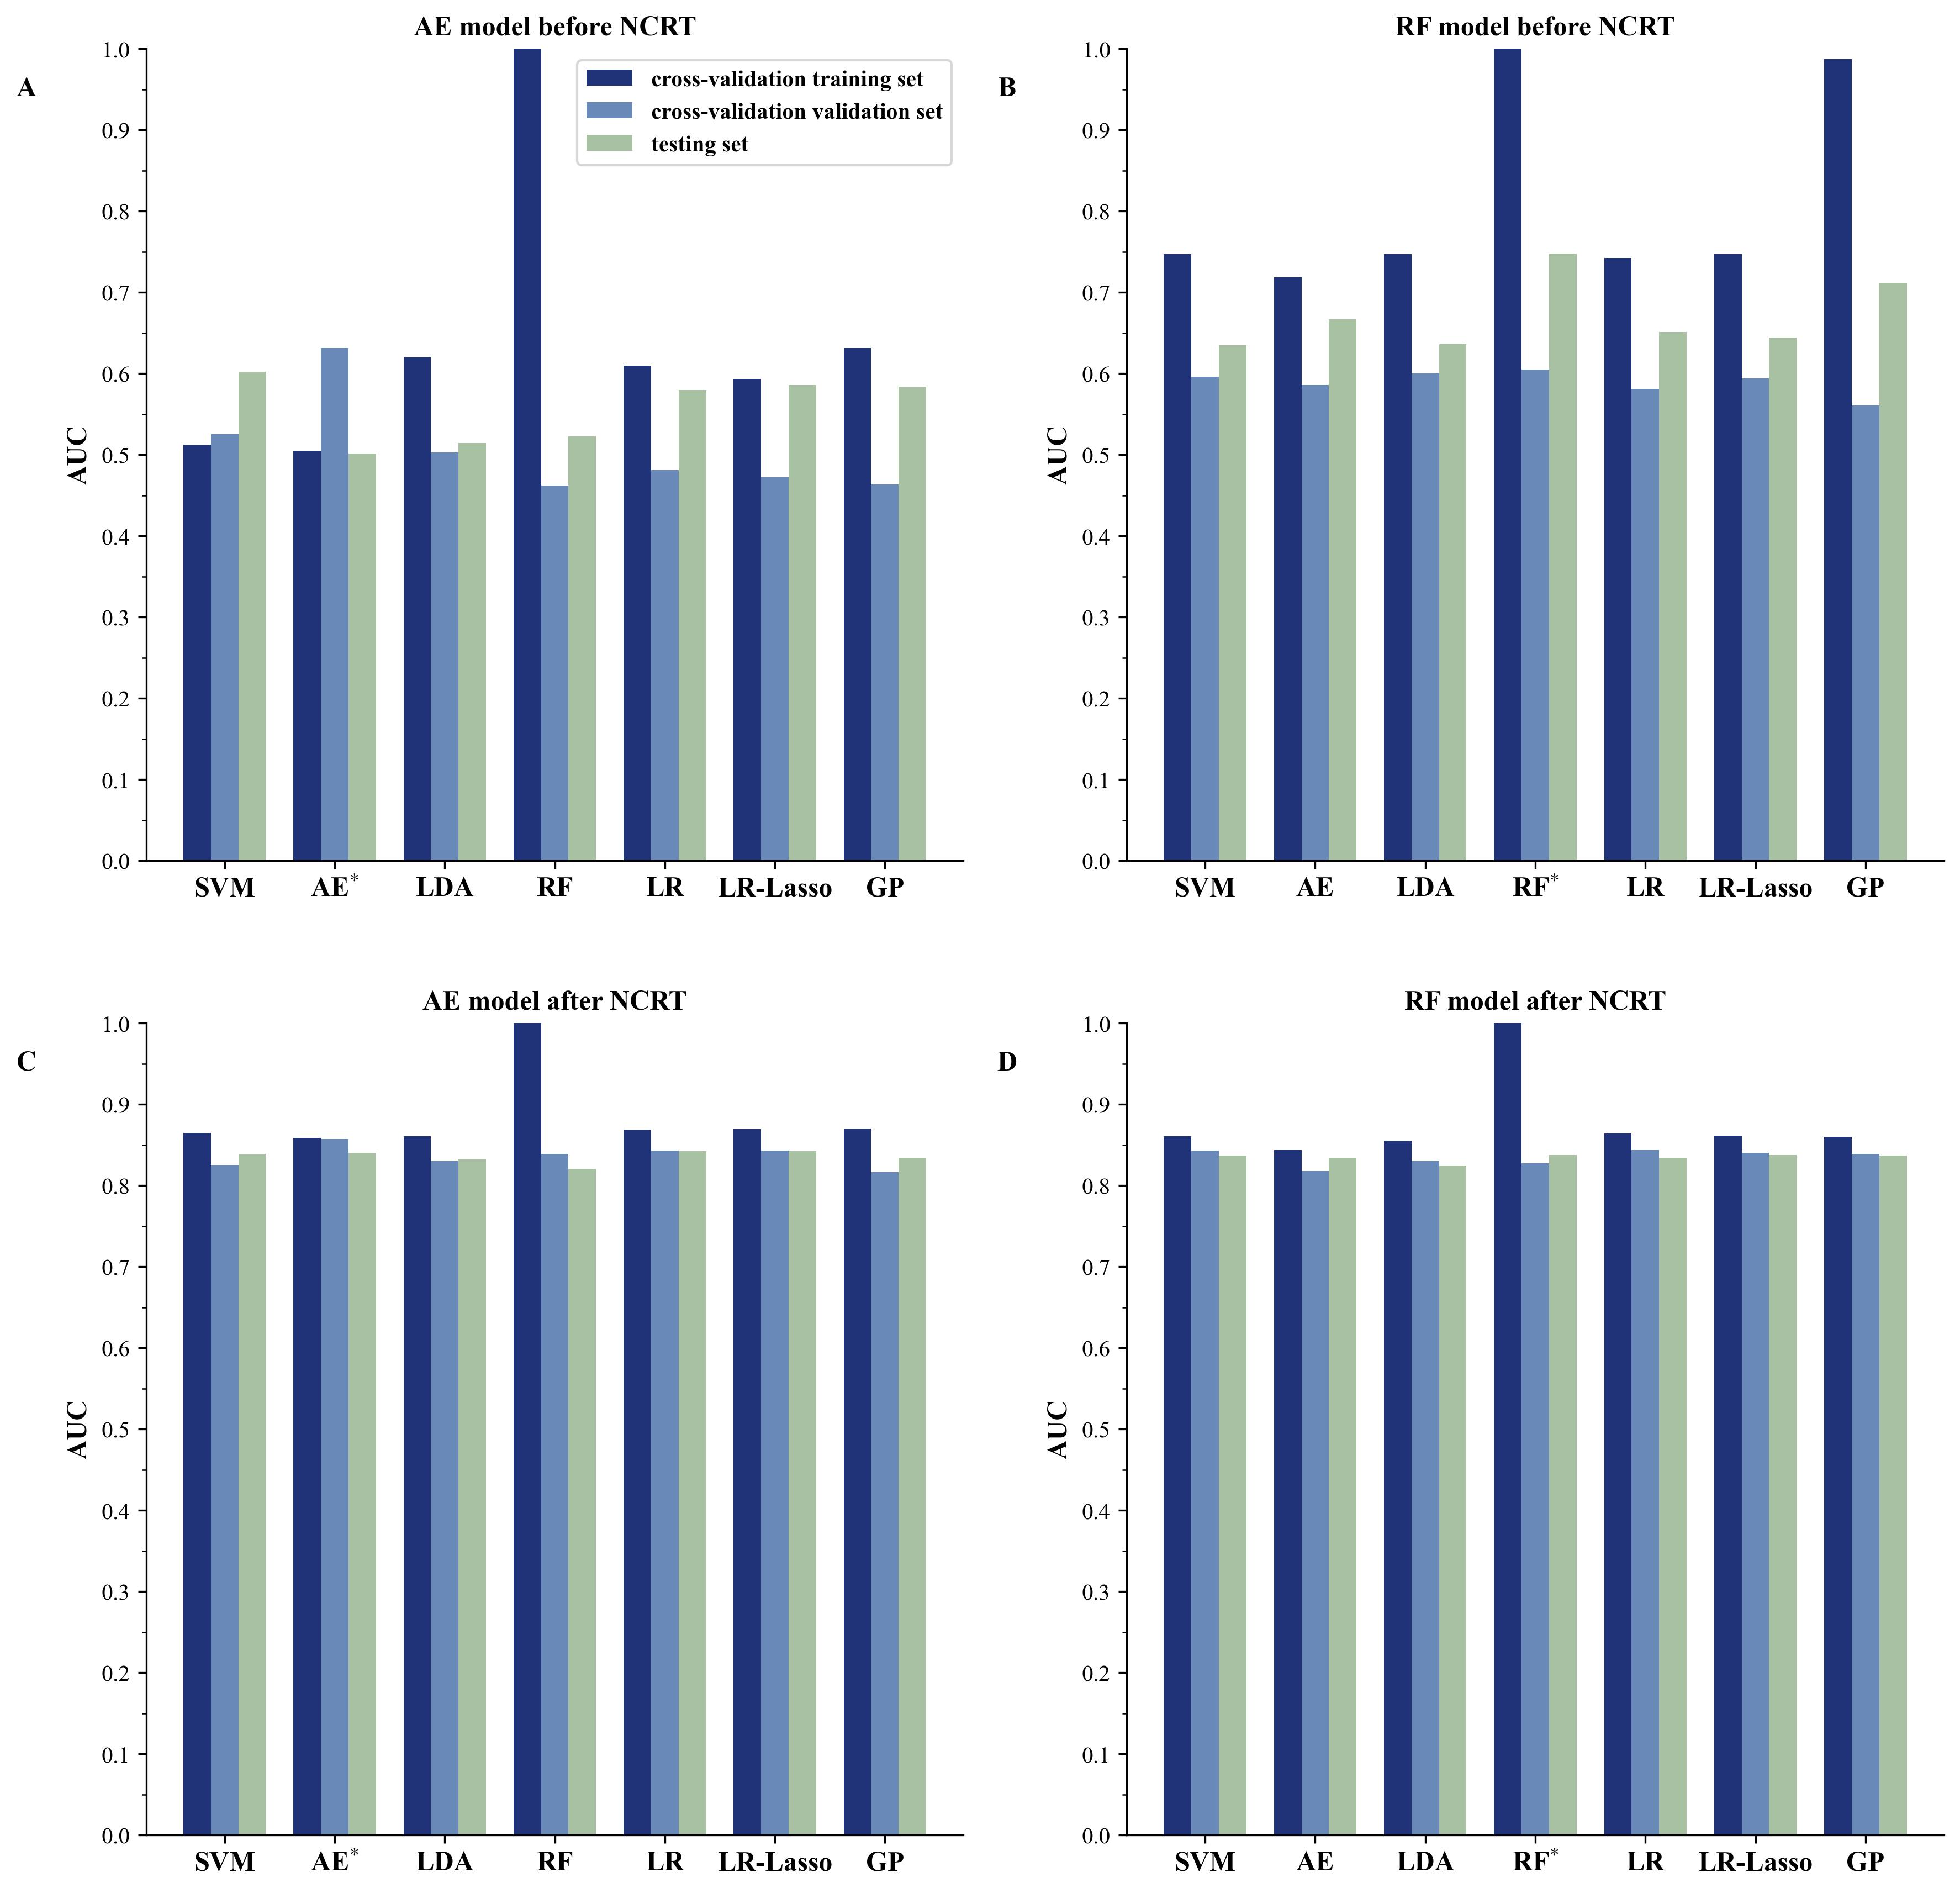 AE model before NCRT
A
1.0
0.9
0.8
0.7
0.6
0.5
0.4
0.3
0.2
0.1
0.0
AUC
cross-validation training set
cross-validation validation set
testing set
SVM AE* LDA RF LR LR-Lasso GP
RF model before NCRT
B
1.0
0.9
0.8
0.7
0.6
0.5
0.4
0.3
0.2
0.1
0.0
AUC
SVM AE LDA RF* LR LR-Lasso GP
AE model after NCRT
C
1.0
0.9
0.8
0.7
0.6
0.5
0.4
0.3
0.2
0.1
0.0
AUC
SVM AE* LDA RF LR LR-Lasso GP
RF model after NCRT
D
1.0
0.9
0.8
0.7
0.6
0.5
0.4
0.3
0.2
0.1
0.0
AUC
SVM AE LDA RF* LR LR-Lasso GP